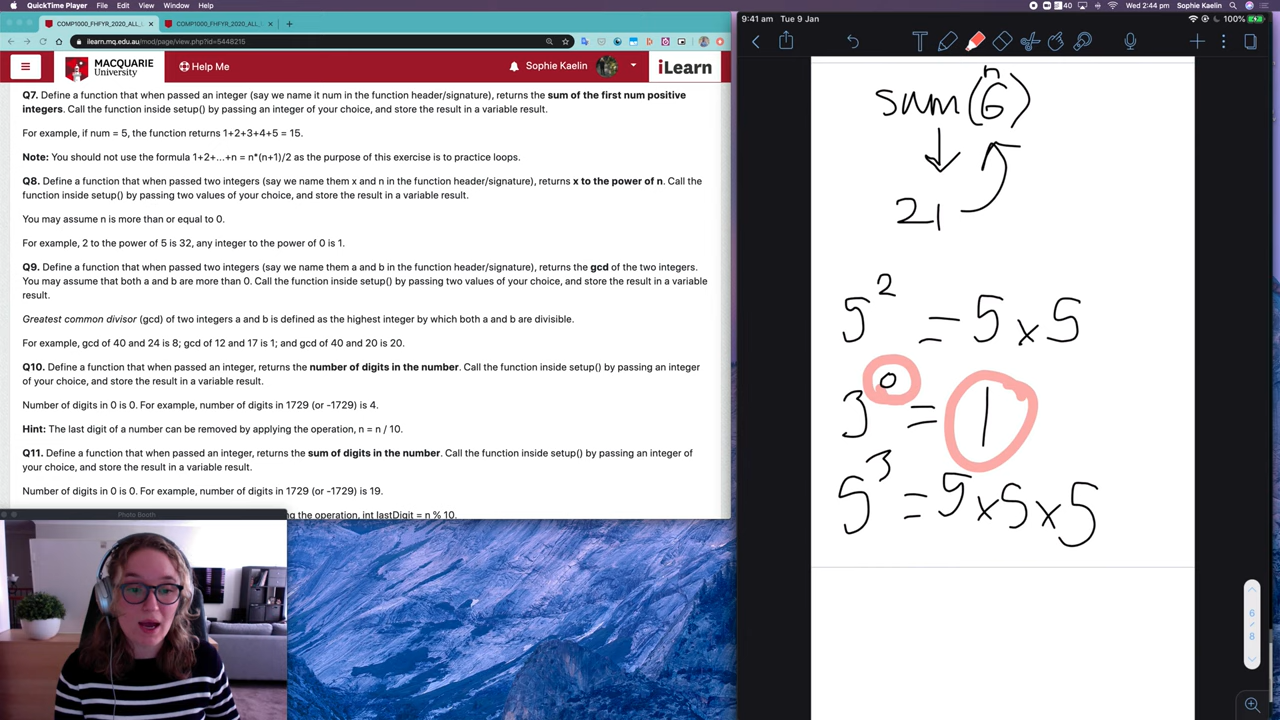 QuickTime Player File Edit View Window Help
40 Wed 2:44 pm Sophie Kaelin
COMP1000_FHFYR_2020_ALL_ × COMP1000_FHFYR_2020_ALL_ ×
ilearn.mq.edu.au/mod/page/view.php?id=5448215
MACQUARIE
University
Help Me
Sophie Kaelin
iLearn
Q7. Define a function that when passed an integer (say we name it num in the function header/signature), returns the sum of the first num positive
integers. Call the function inside setup() by passing an integer of your choice, and store the result in a variable result.
For example, if num = 5, the function returns 1+2+3+4+5 = 15.
Note: You should not use the formula 1+2+...+n = n*(n+1)/2 as the purpose of this exercise is to practice loops.
Q8. Define a function that when passed two integers (say we name them x and n in the function header/signature), returns x to the power of n. Call the
function inside setup() by passing two values of your choice, and store the result in a variable result.
You may assume n is more than or equal to 0.
For example, 2 to the power of 5 is 32, any integer to the power of 0 is 1.
Q9. Define a function that when passed two integers (say we name them a and b in the function header/signature), returns the gcd of the two integers.
You may assume that both a and b are more than 0. Call the function inside setup() by passing two values of your choice, and store the result in a variable
result.
Greatest common divisor (gcd) of two integers a and b is defined as the highest integer by which both a and b are divisible.
For example, gcd of 40 and 24 is 8; gcd of 12 and 17 is 1; and gcd of 40 and 20 is 20.
Q10. Define a function that when passed an integer, returns the number of digits in the number. Call the function inside setup() by passing an integer
of your choice, and store the result in a variable result.
Number of digits in 0 is 0. For example, number of digits in 1729 (or -1729) is 4.
Hint: The last digit of a number can be removed by applying the operation, n = n / 10.
Q11. Define a function that when passed an integer, returns the sum of digits in the number. Call the function inside setup() by passing an integer of
your choice, and store the result in a variable result.
Number of digits in 0 is 0. For example, number of digits in 1729 (or -1729) is 19.
ng the operation, int lastDigit = n % 10.
Photo Booth
9:41 am Tue 9 Jan
100%
n
sum(6)
21
5² = 5 × 5
3⁰ = 1
5³ = 5 × 5 × 5
6
/
8